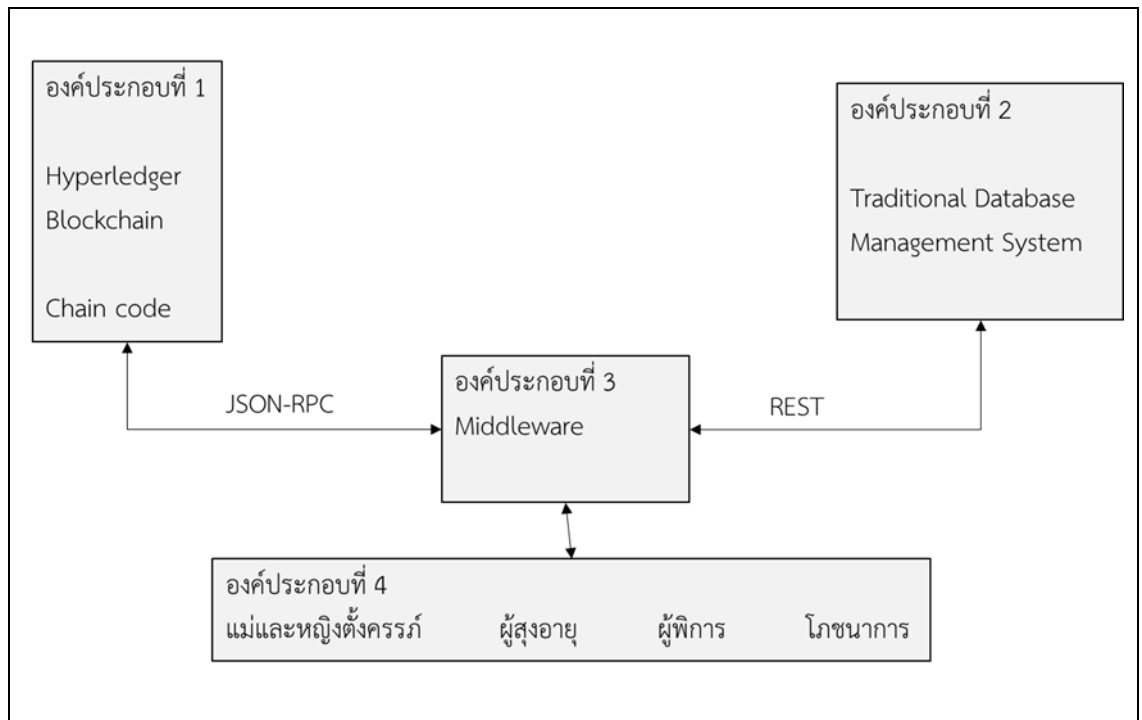 องค์ประกอบที่ 1
Hyperledger
Blockchain
Chain code
องค์ประกอบที่ 2
Traditional Database
Management System
JSON-RPC
องค์ประกอบที่ 3
Middleware
REST
องค์ประกอบที่ 4
แม่และหญิงตั้งครรภ์ ผู้สุงอายุ ผู้พิการ โภชนาการ